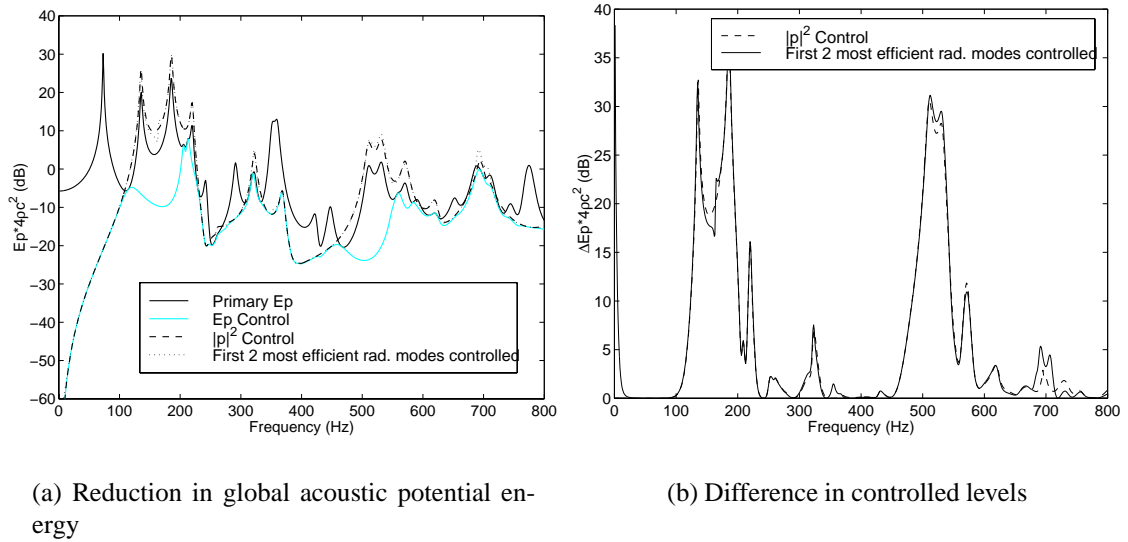 40
30
20
10
0
−10
−20
−30
−40
−50
−60
Ep*4ρc² (dB)
0 100 200 300 400 500 600 700 800
Frequency (Hz)
Primary Ep
Ep Control
|p|² Control
First 2 most efficient rad. modes controlled
(a) Reduction in global acoustic potential en-
ergy
40
35
30
25
20
15
10
5
0
ΔEp*4ρc² (dB)
0 100 200 300 400 500 600 700 800
Frequency (Hz)
|p|² Control
First 2 most efficient rad. modes controlled
(b) Difference in controlled levels